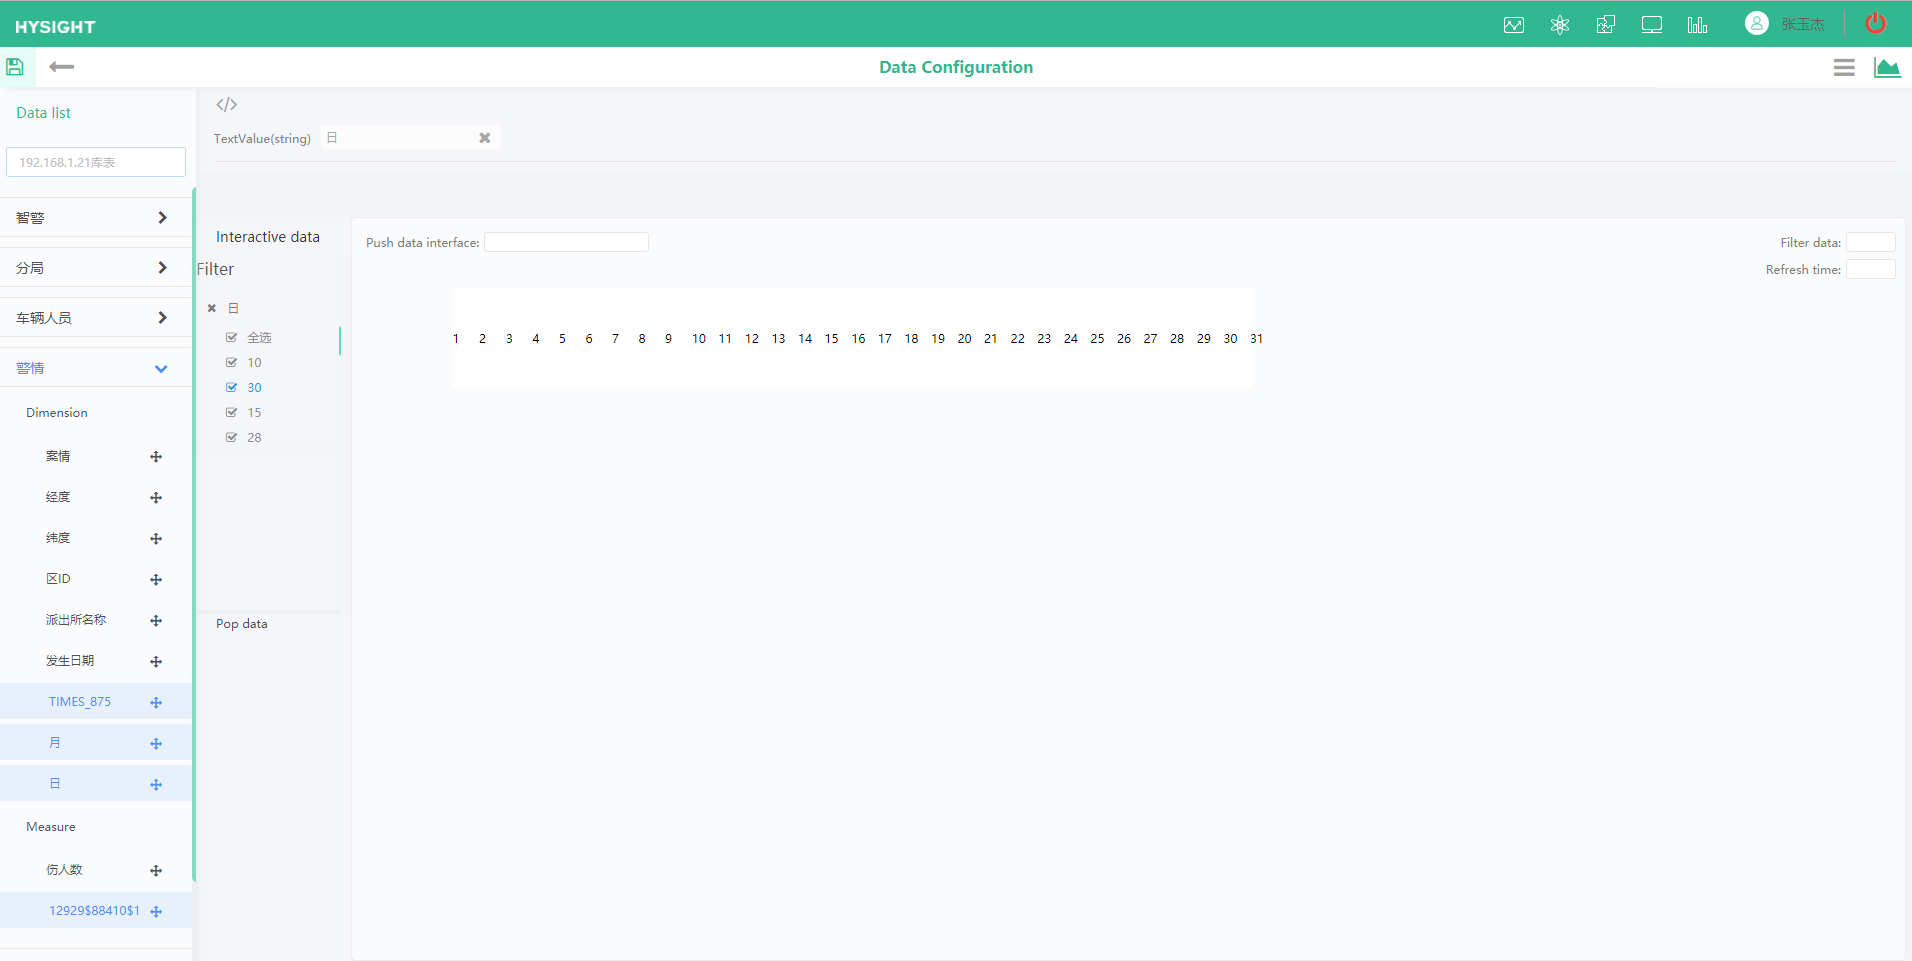 HYSIGHT
张玉杰
Data Configuration
Data list
192.168.1.21库表
智警
分局
车辆人员
警情
Dimension
案情
经度
纬度
区ID
派出所名称
发生日期
TIMES_875
月
日
Measure
伤人数
12929$88410$1
</>
TextValue(string) 日
Interactive data
Filter
日
全选
10
30
15
28
Pop data
Push data interface:
Filter data:
Refresh time:
1 2 3 4 5 6 7 8 9 10 11 12 13 14 15 16 17 18 19 20 21 22 23 24 25 26 27 28 29 30 31